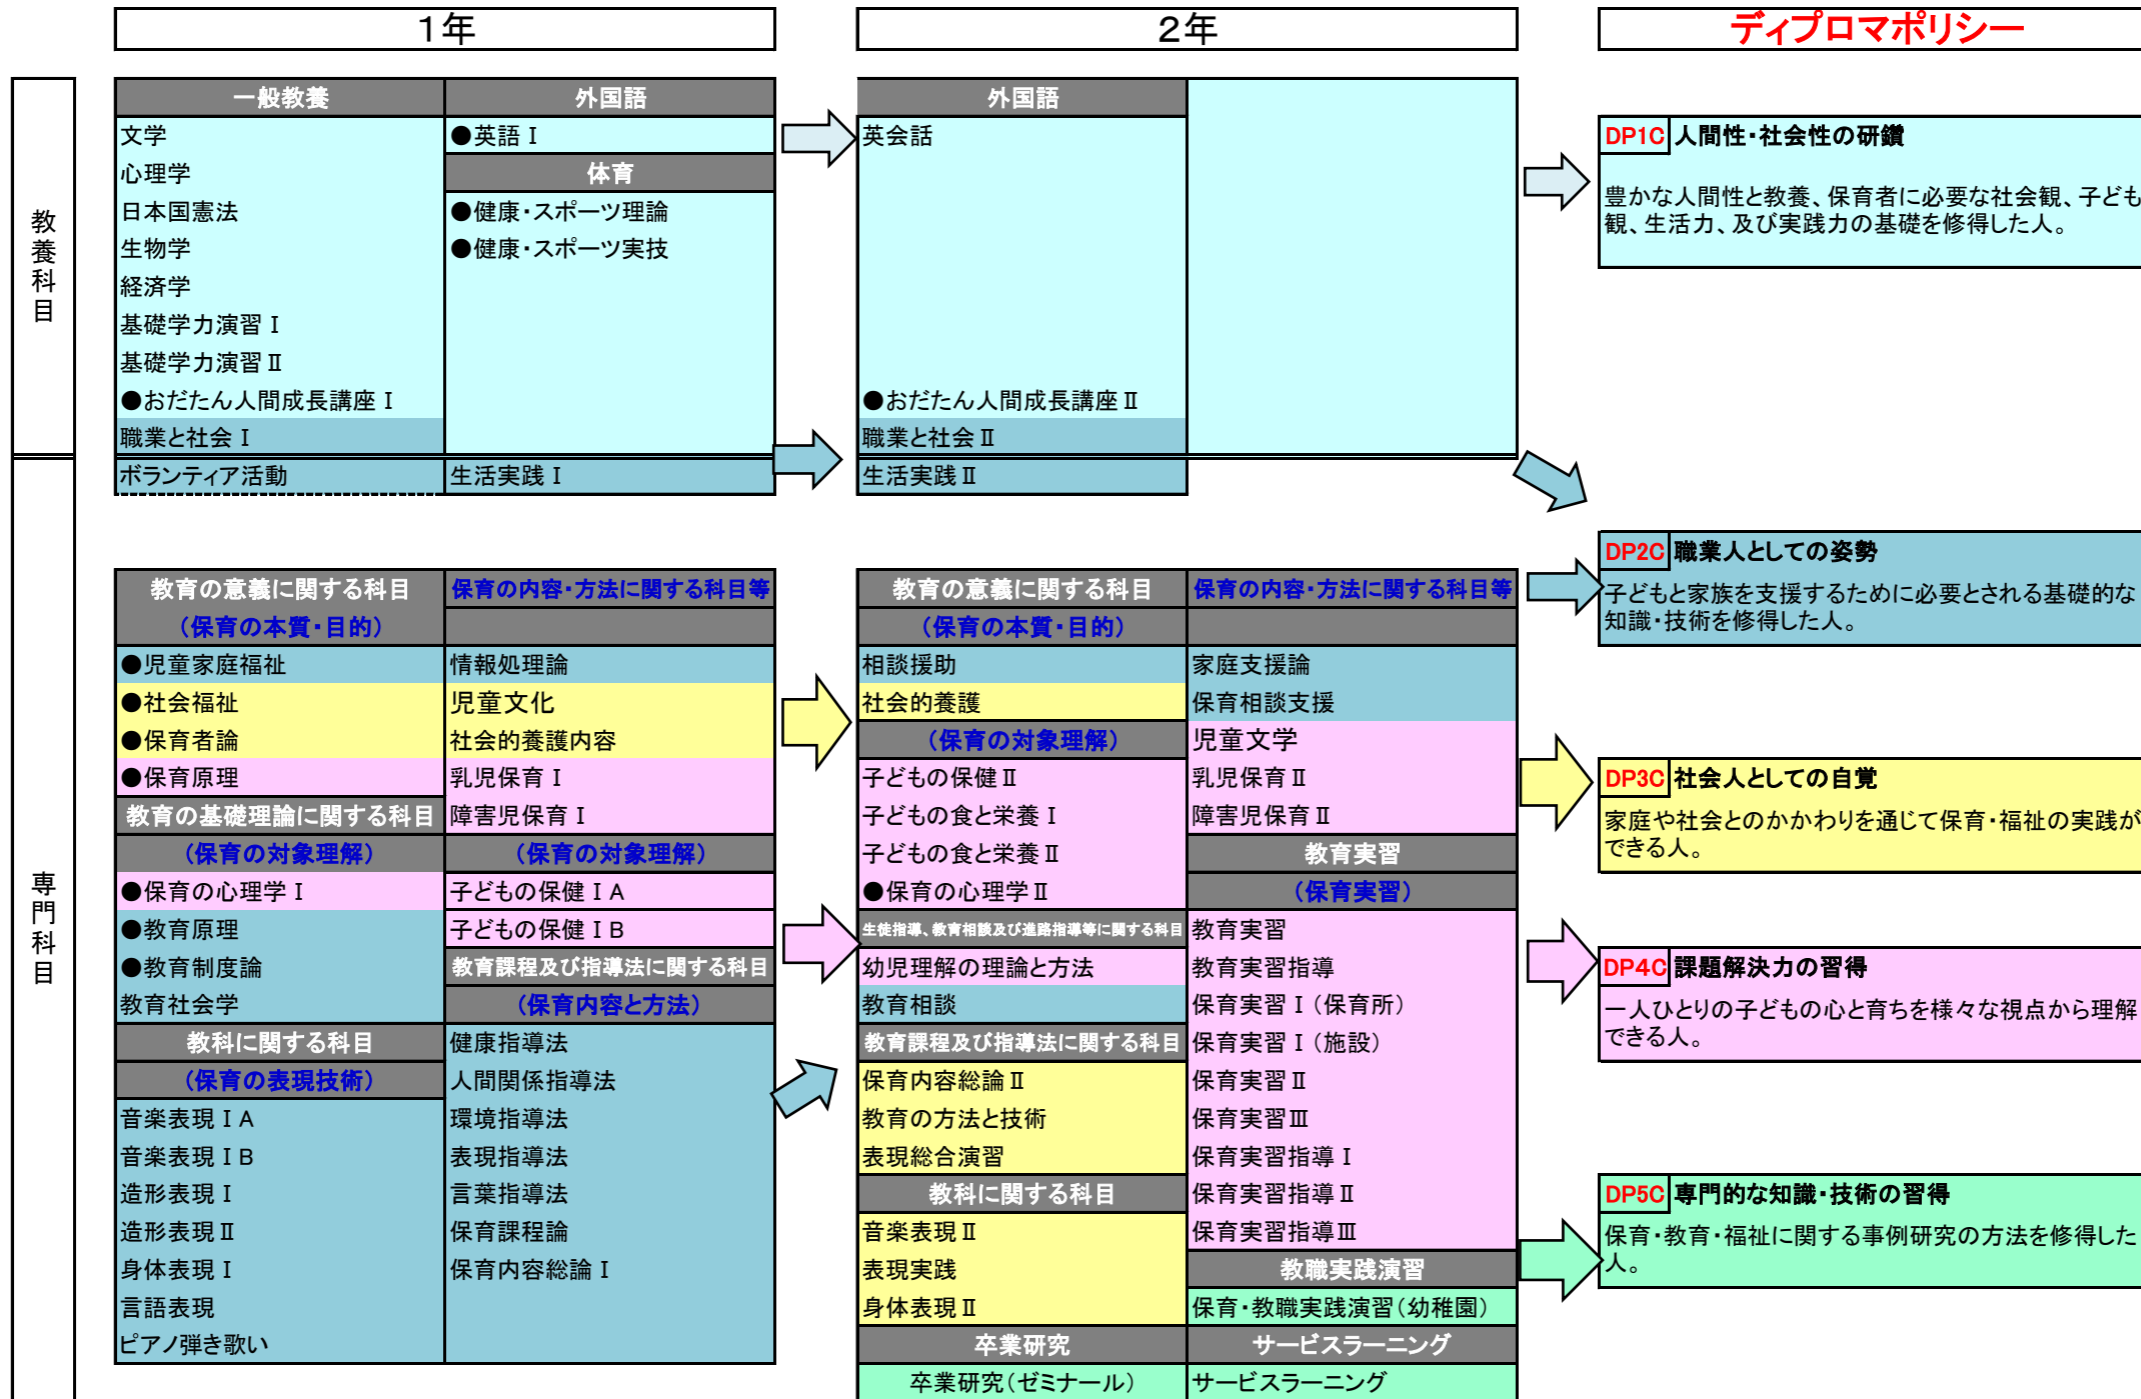 1年
2年
ディプロマポリシー
教養科目
一般教養
文学
心理学
日本国憲法
生物学
経済学
基礎学力演習Ⅰ
基礎学力演習Ⅱ
●おだたん人間成長講座Ⅰ
職業と社会Ⅰ
外国語
●英語Ⅰ
体育
●健康・スポーツ理論
●健康・スポーツ実技
外国語
英会話
●おだたん人間成長講座Ⅱ
職業と社会Ⅱ
専門科目
ボランティア活動
生活実践Ⅰ
生活実践Ⅱ
教育の意義に関する科目
（保育の本質・目的）
●児童家庭福祉
●社会福祉
●保育者論
●保育原理
教育の基礎理論に関する科目
（保育の対象理解）
●保育の心理学Ⅰ
●教育原理
●教育制度論
教育社会学
教科に関する科目
（保育の表現技術）
音楽表現ⅠA
音楽表現ⅠB
造形表現Ⅰ
造形表現Ⅱ
身体表現Ⅰ
言語表現
ピアノ弾き歌い
保育の内容・方法に関する科目等
情報処理論
児童文化
社会的養護内容
乳児保育Ⅰ
障害児保育Ⅰ
（保育の対象理解）
子どもの保健ⅠA
子どもの保健ⅠB
教育課程及び指導法に関する科目
（保育内容と方法）
健康指導法
人間関係指導法
環境指導法
表現指導法
言葉指導法
保育課程論
保育内容総論Ⅰ
教育の意義に関する科目
（保育の本質・目的）
相談援助
社会的養護
（保育の対象理解）
子どもの保健Ⅱ
子どもの食と栄養Ⅰ
子どもの食と栄養Ⅱ
●保育の心理学Ⅱ
生徒指導、教育相談及び進路指導等に関する科目
幼児理解の理論と方法
教育相談
教育課程及び指導法に関する科目
保育内容総論Ⅱ
教育の方法と技術
表現総合演習
教科に関する科目
音楽表現Ⅱ
表現実践
身体表現Ⅱ
卒業研究
卒業研究（ゼミナール）
保育の内容・方法に関する科目等
家庭支援論
保育相談支援
児童文学
乳児保育Ⅱ
障害児保育Ⅱ
教育実習
（保育実習）
教育実習
教育実習指導
保育実習Ⅰ（保育所）
保育実習Ⅰ（施設）
保育実習Ⅱ
保育実習Ⅲ
保育実習指導Ⅰ
保育実習指導Ⅱ
保育実習指導Ⅲ
教職実践演習
保育・教職実践演習（幼稚園）
サービスラーニング
サービスラーニング
DP1C 人間性・社会性の研鑽
豊かな人間性と教養、保育者に必要な社会観、子ども
観、生活力、及び実践力の基礎を修得した人。
DP2C 職業人としての姿勢
子どもと家族を支援するために必要とされる基礎的な
知識・技術を修得した人。
DP3C 社会人としての自覚
家庭や社会とのかかわりを通じて保育・福祉の実践が
できる人。
DP4C 課題解決力の習得
一人ひとりの子どもの心と育ちを様々な視点から理解
できる人。
DP5C 専門的な知識・技術の習得
保育・教育・福祉に関する事例研究の方法を修得した
人。